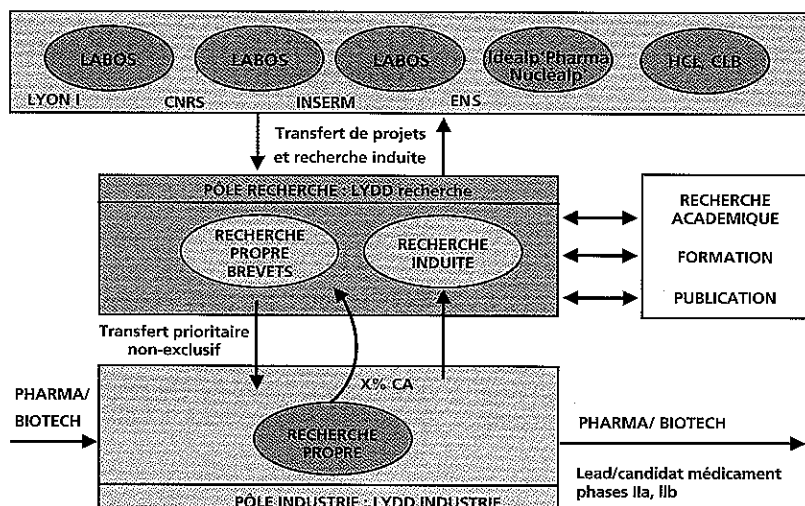 LABOS
LABOS
LABOS
Idéalp'Pharma
Nucléalp
HCL, CLB
LYON I
CNRS
INSERM
ENS
Transfert de projets
et recherche induite
PÔLE RECHERCHE : LYDD recherche
RECHERCHE
PROPRE
BREVETS
RECHERCHE
INDUITE
RECHERCHE
ACADEMIQUE
FORMATION
PUBLICATION
Transfert prioritaire
non-exclusif
X% CA
PHARMA/
BIOTECH
RECHERCHE
PROPRE
PHARMA/ BIOTECH
Lead/candidat médicament
phases IIa, IIb
PÔLE INDUSTRIE : LYDD INDUSTRIE